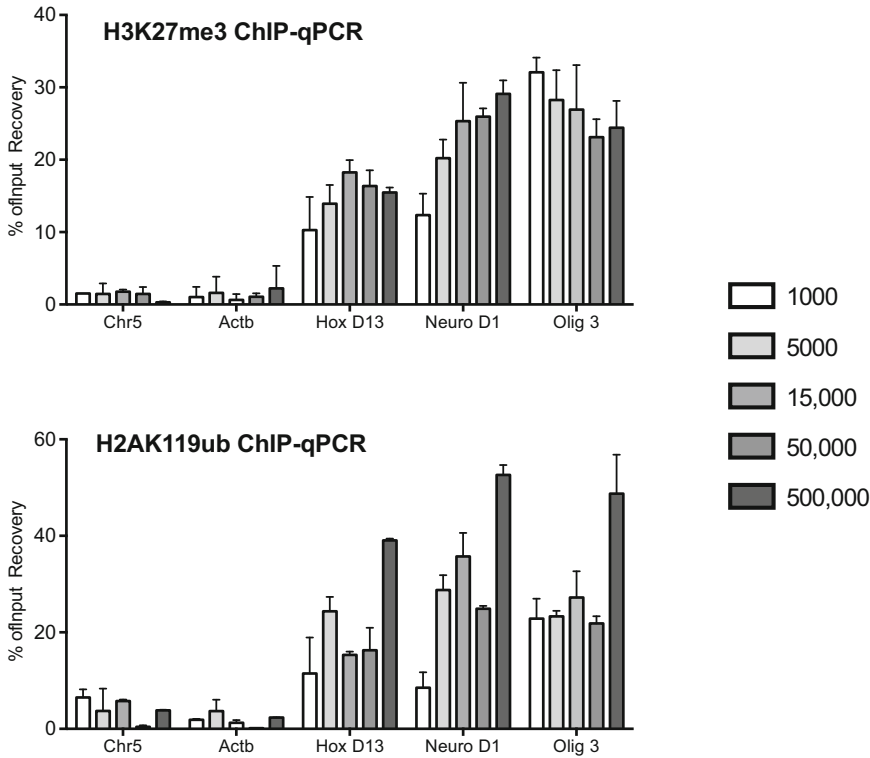 H3K27me3 ChIP-qPCR
% ofInput Recovery
40
30
20
10
0
Chr5 Actb Hox D13 Neuro D1 Olig 3
1000
5000
15,000
50,000
500,000
H2AK119ub ChIP-qPCR
% ofInput Recovery
60
40
20
0
Chr5 Actb Hox D13 Neuro D1 Olig 3